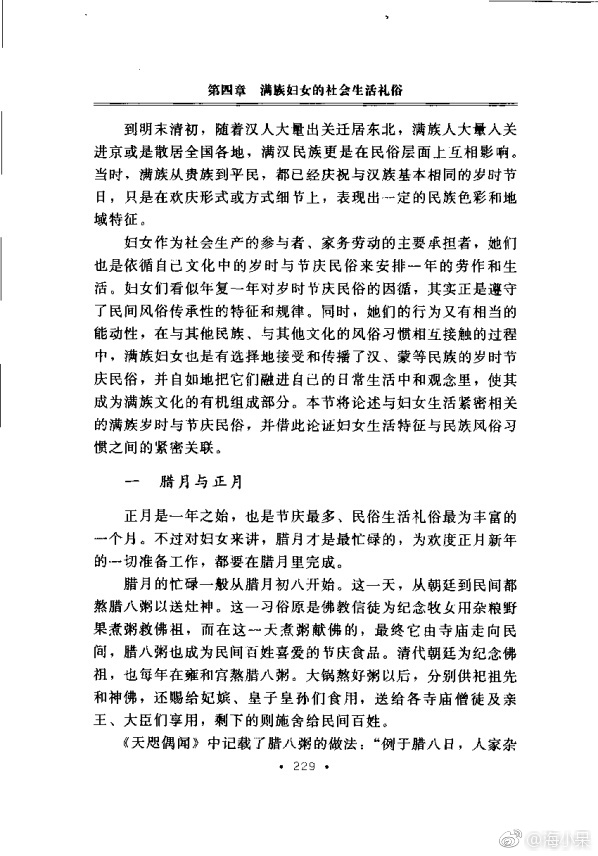 第四章 满族妇女的社会生活礼俗
到明末清初，随着汉人大量出关迁居东北，满族人大量入关
进京或是散居全国各地，满汉民族更是在民俗层面上互相影响。
当时，满族从贵族到平民，都已经庆祝与汉族基本相同的岁时节
日，只是在欢庆形式或方式细节上，表现出一定的民族色彩和地
域特征。
妇女作为社会生产的参与者、家务劳动的主要承担者，她们
也是依循自己文化中的岁时与节庆民俗来安排一年的劳作和生
活。妇女们看似年复一年对岁时节庆民俗的因循，其实正是遵守
了民间风俗传承性的特征和规律。同时，她们的行为又有相当的
能动性，在与其他民族、与其他文化的风俗习惯相互接触的过程
中，满族妇女也是有选择地接受和传播了汉、蒙等民族的岁时节
庆民俗，并自如地把它们融进自己的日常生活中和观念里，使其
成为满族文化的有机组成部分。本节将论述与妇女生活紧密相关
的满族岁时与节庆民俗，并借此论证妇女生活特征与民族风俗习
惯之间的紧密关联。
一 腊月与正月
正月是一年之始，也是节庆最多、民俗生活礼俗最为丰富的
一个月。不过对妇女来讲，腊月才是最忙碌的，为欢度正月新年
的一切准备工作，都要在腊月里完成。
腊月的忙碌一般从腊月初八开始。这一天，从朝廷到民间都
熬腊八粥以送灶神。这一习俗原是佛教信徒为纪念牧女用杂粮野
果煮粥救佛祖，而在这一天煮粥献佛的，最终它由寺庙走向民
间，腊八粥也成为民间百姓喜爱的节庆食品。清代朝廷为纪念佛
祖，也每年在雍和宫熬腊八粥。大锅熬好粥以后，分别供祀祖先
和神佛，还赐给妃嫔、皇子皇孙们食用，送给各寺庙僧徒及亲
王、大臣们享用，剩下的则施舍给民间百姓。
《天咫偶闻》中记载了腊八粥的做法：“例于腊八日，人家杂
• 229 •
@海小杲